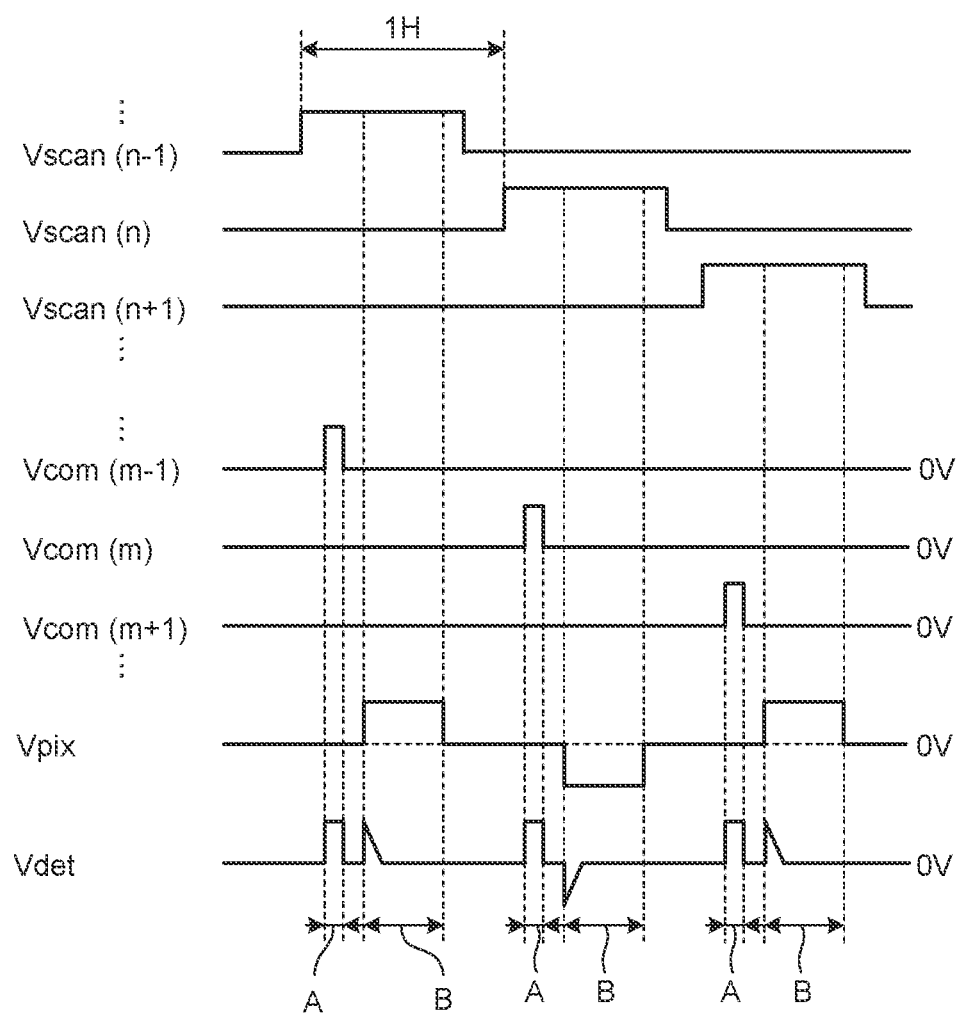 1H
⋮
Vscan (n-1)
Vscan (n)
Vscan (n+1)
⋮
⋮
Vcom (m-1) 0V
Vcom (m) 0V
Vcom (m+1) 0V
⋮
Vpix 0V
Vdet 0V
A B A B A B